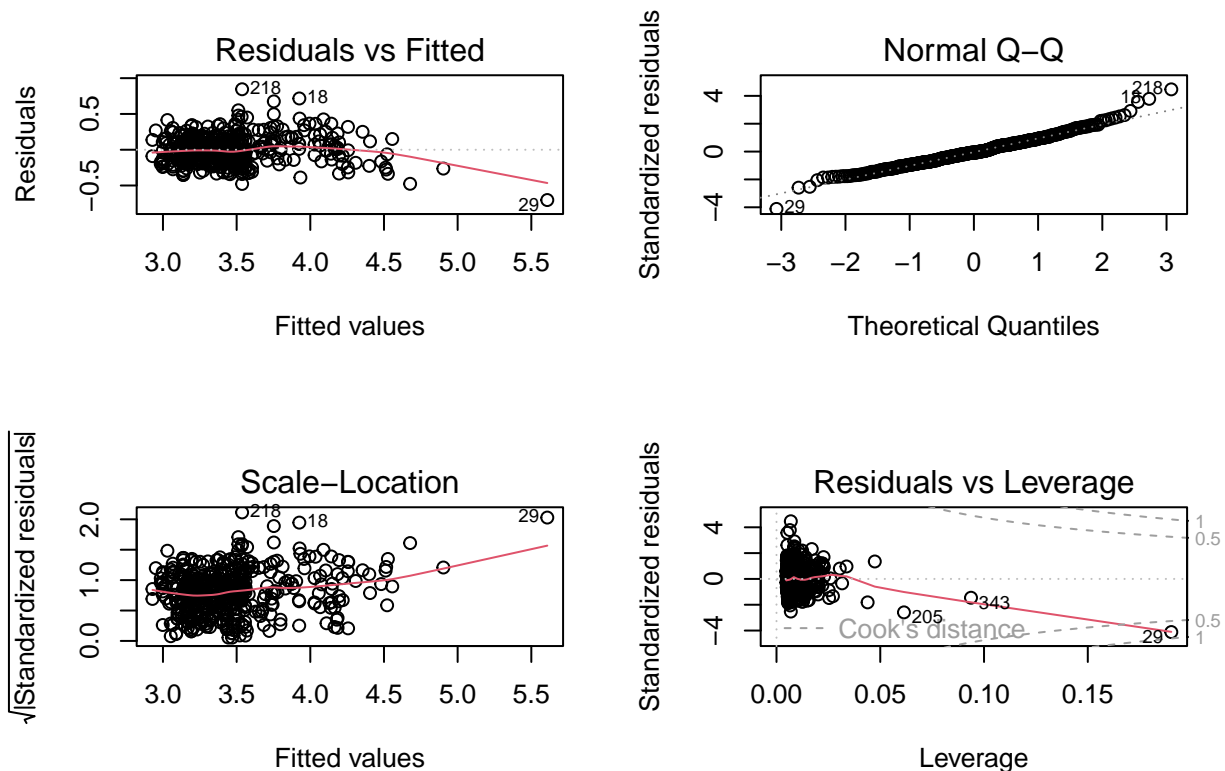 Residuals vs Fitted
Residuals
0.5
−0.5
218
18
29
3.0 3.5 4.0 4.5 5.0 5.5
Fitted values
Normal Q−Q
Standardized residuals
4
0
−4
218
18
29
−3 −2 −1 0 1 2 3
Theoretical Quantiles
Scale−Location
√|Standardized residuals|
2.0
1.0
0.0
218
18
29
3.0 3.5 4.0 4.5 5.0 5.5
Fitted values
Residuals vs Leverage
Standardized residuals
4
0
−4
1
0.5
0.5
1
343
205
29
Cook's distance
0.00 0.05 0.10 0.15
Leverage